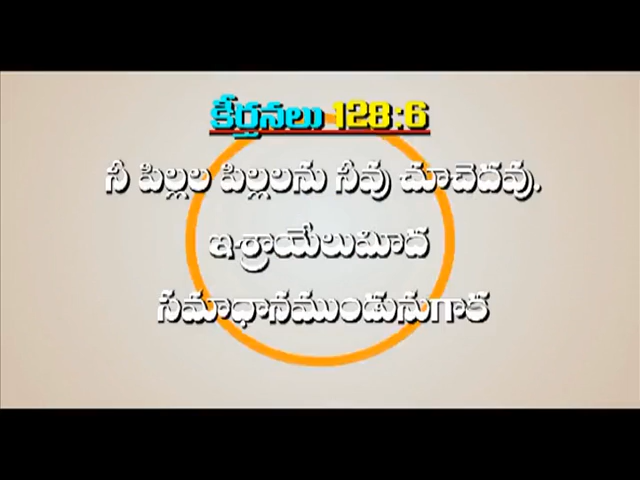 కీర్తనలు 128:6
నీ పిల్లల పిల్లలను నీవు చూచెదవు.
ఇశ్రాయేలుమీద
సమాధానముండునుగాక